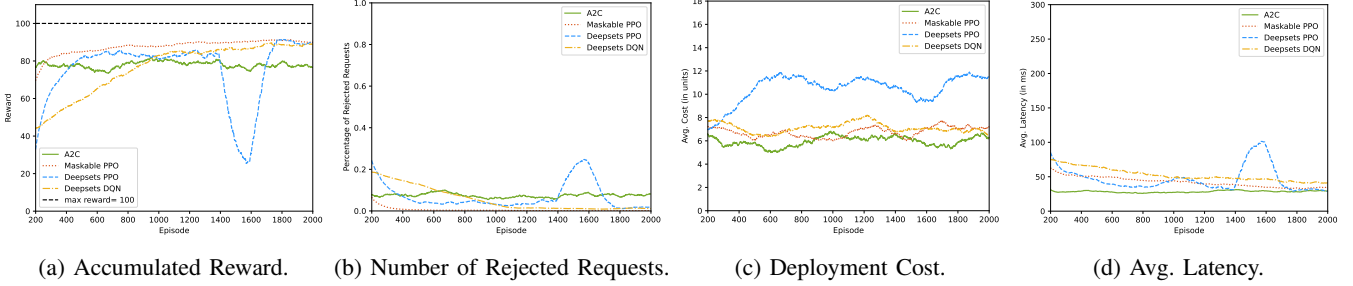 100
80
60
40
20
0
Reward
A2C
Maskable PPO
Deepsets PPO
Deepsets DQN
max reward= 100
200 400 600 800 1000 1200 1400 1600 1800 2000
Episode
(a) Accumulated Reward.
1.0
0.8
0.6
0.4
0.2
0.0
Percentage of Rejected Requests
A2C
Maskable PPO
Deepsets PPO
Deepsets DQN
200 400 600 800 1000 1200 1400 1600 1800 2000
Episode
(b) Number of Rejected Requests.
18
16
14
12
10
8
6
4
2
0
Avg. Cost (in units)
A2C
Maskable PPO
Deepsets PPO
Deepsets DQN
200 400 600 800 1000 1200 1400 1600 1800 2000
Episode
(c) Deployment Cost.
300
250
200
150
100
50
0
Avg. Latency (in ms)
A2C
Maskable PPO
Deepsets PPO
Deepsets DQN
200 400 600 800 1000 1200 1400 1600 1800 2000
Episode
(d) Avg. Latency.